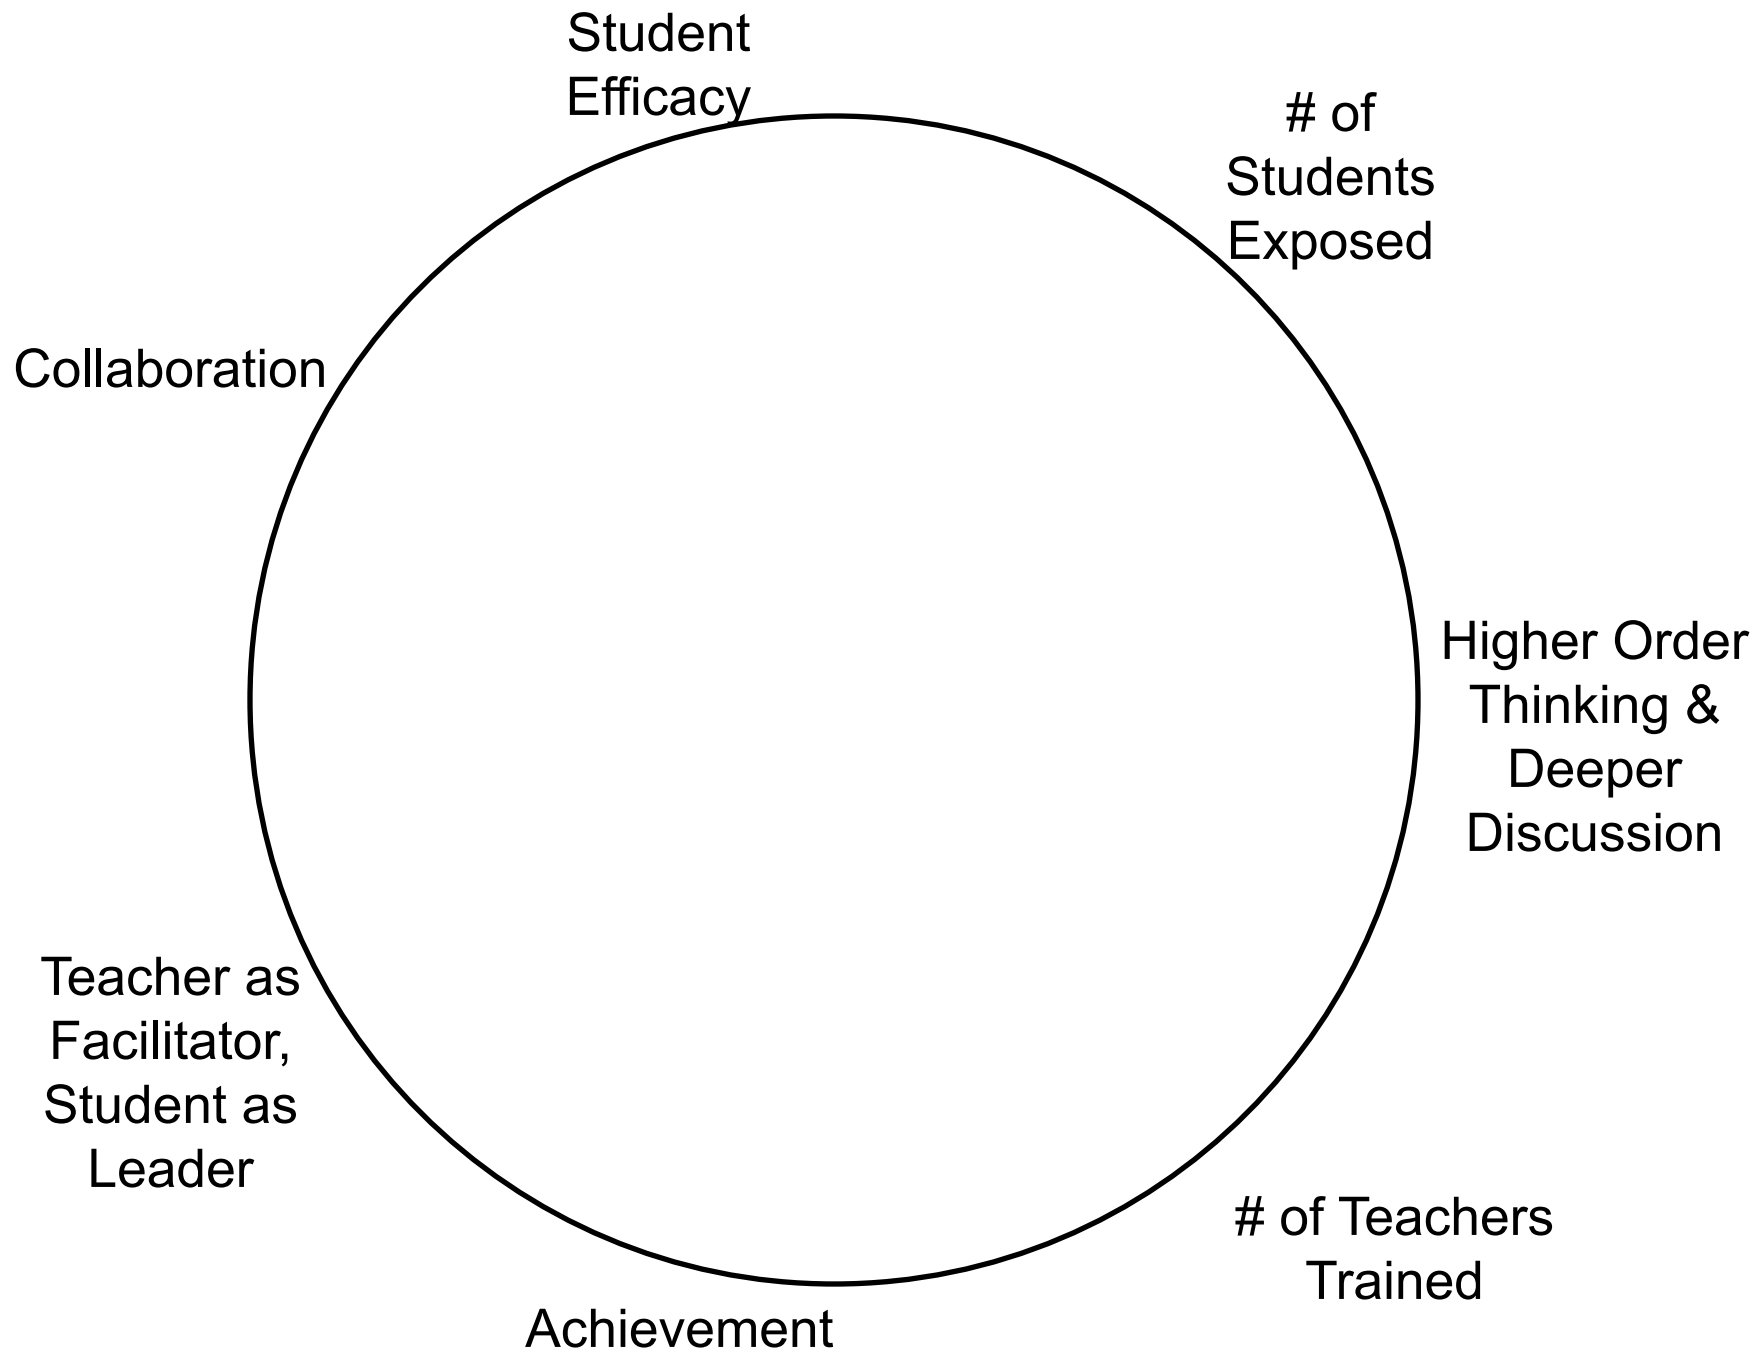 Student
Efficacy
# of
Students
Exposed
Collaboration
Higher Order
Thinking &
Deeper
Discussion
Teacher as
Facilitator,
Student as
Leader
# of Teachers
Trained
Achievement